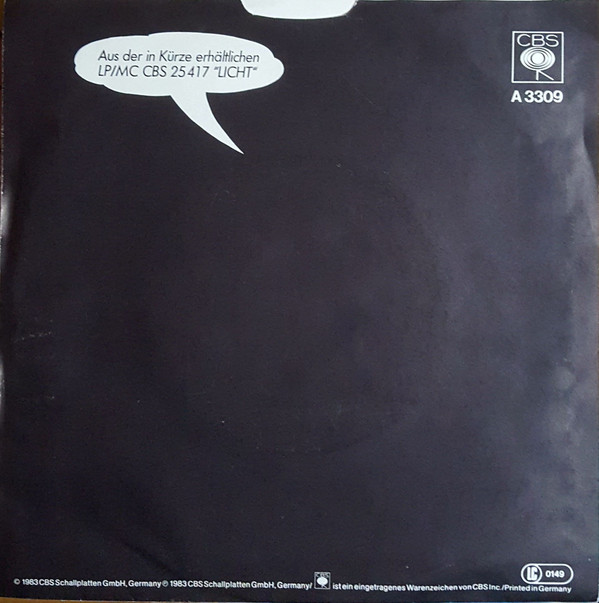 Aus der in Kürze erhältlichen
LP/MC CBS 25417 "LICHT"
CBS
A 3309
LC 0149
© 1983 CBS Schallplatten GmbH, Germany ℗ 1983 CBS Schallplatten GmbH, Germany/ ist ein eingetragenes Warenzeichen von CBS Inc./Printed in Germany